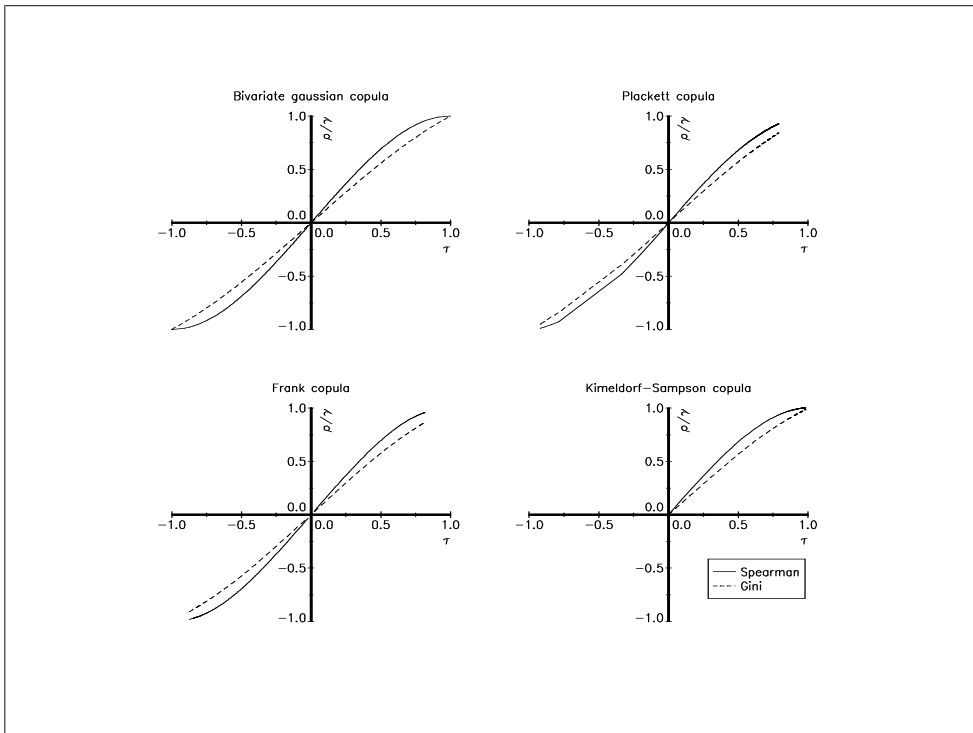 Bivariate gaussian copula
1.0
ρ/γ
0.5
0.0
−1.0 −0.5 0.0 0.5 1.0
τ
−0.5
−1.0
Plackett copula
1.0
ρ/γ
0.5
0.0
−1.0 −0.5 0.0 0.5 1.0
τ
−0.5
−1.0
Frank copula
1.0
ρ/γ
0.5
0.0
−1.0 −0.5 0.0 0.5 1.0
τ
−0.5
−1.0
Kimeldorf−Sampson copula
1.0
ρ/γ
0.5
0.0
−1.0 −0.5 0.0 0.5 1.0
τ
−0.5
−1.0
Spearman
Gini